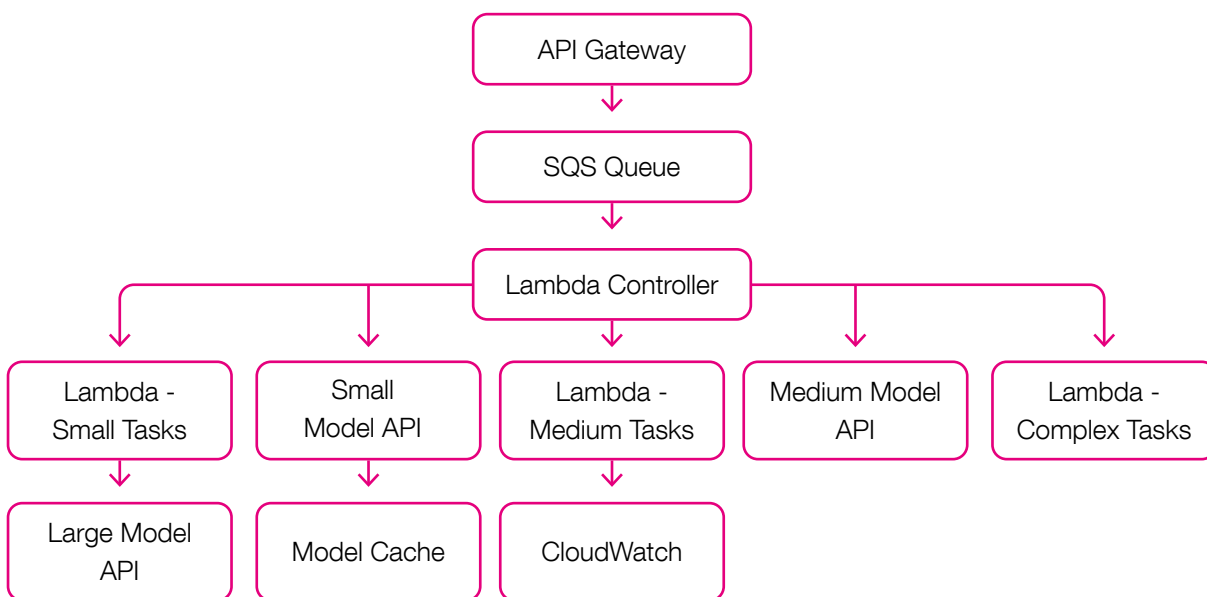 API Gateway
SQS Queue
Lambda Controller
Lambda -
Small Tasks
Small
Model API
Lambda -
Medium Tasks
Medium Model
API
Lambda -
Complex Tasks
Large Model
API
Model Cache
CloudWatch